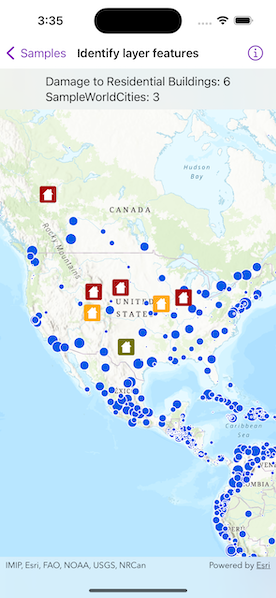 3:35
Samples
Identify layer features
Damage to Residential Buildings: 6
SampleWorldCities: 3
Hudson
Bay
CANADA
Rocky Mountains
UNITED
STATE
Caribbean
Sea
IMIP, Esri, FAO, NOAA, USGS, NRCan
Powered by Esri